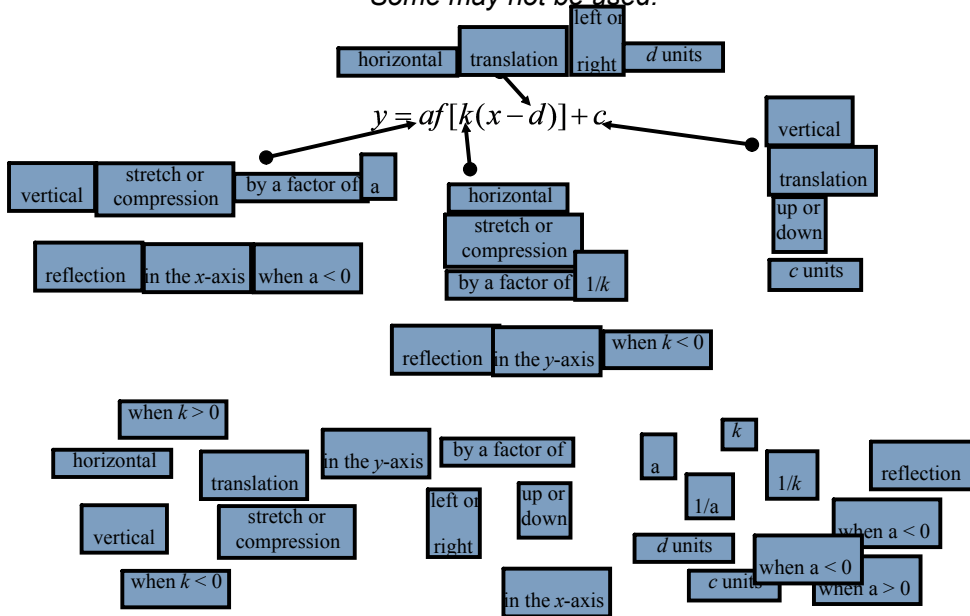 Some may not be used.
horizontal translation left or right d units
y = af[k(x − d)] + c
vertical stretch or compression by a factor of a
reflection in the x-axis when a < 0
horizontal
stretch or
compression
by a factor of 1/k
reflection in the y-axis when k < 0
vertical
translation
up or
down
c units
when k > 0
horizontal
translation
in the y-axis
by a factor of
k
a
1/k
reflection
vertical
stretch or
compression
left or
right
up or
down
1/a
d units
when a < 0
when a < 0
when k < 0
in the x-axis
c units
when a > 0